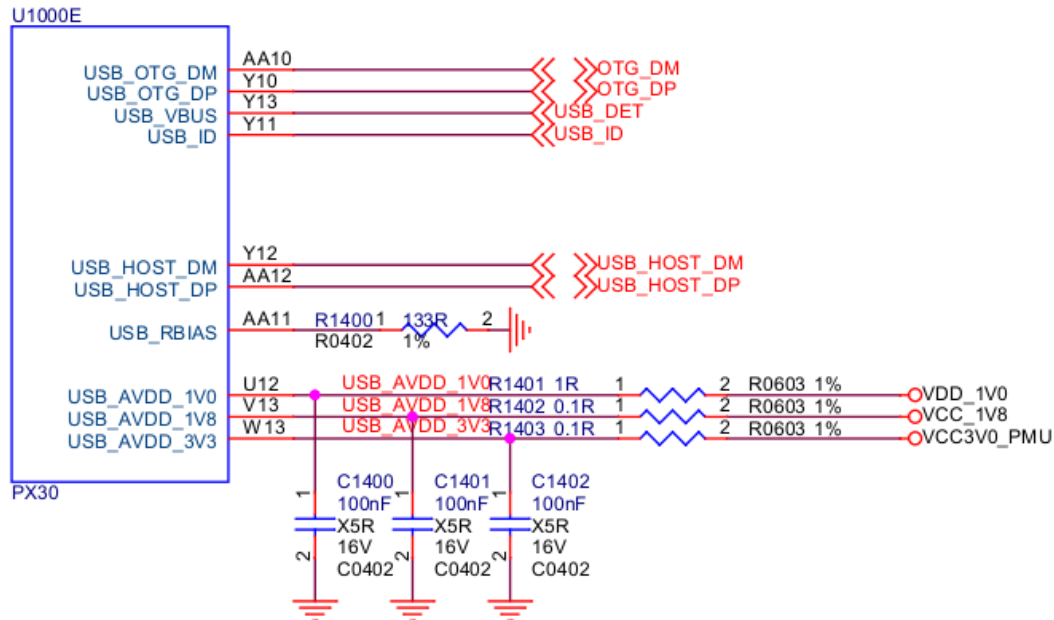 U1000E
USB_OTG_DM AA10 OTG_DM
USB_OTG_DP Y10 OTG_DP
USB_VBUS Y13 USB_DET
USB_ID Y11 USB_ID
USB_HOST_DM Y12 USB_HOST_DM
USB_HOST_DP AA12 USB_HOST_DP
USB_RBIAS AA11 R1400 1 133R 2
R0402 1%
USB_AVDD_1V0 U12 USB_AVDD_1V0 R1401 1R 1 2 R0603 1% VDD_1V0
USB_AVDD_1V8 V13 USB_AVDD_1V8 R1402 0.1R 1 2 R0603 1% VCC_1V8
USB_AVDD_3V3 W13 USB_AVDD_3V3 R1403 0.1R 1 2 R0603 1% VCC3V0_PMU
PX30
1 C1400 1 C1401 1 C1402
100nF 100nF 100nF
X5R X5R X5R
2 16V 2 16V 2 16V
C0402 C0402 C0402